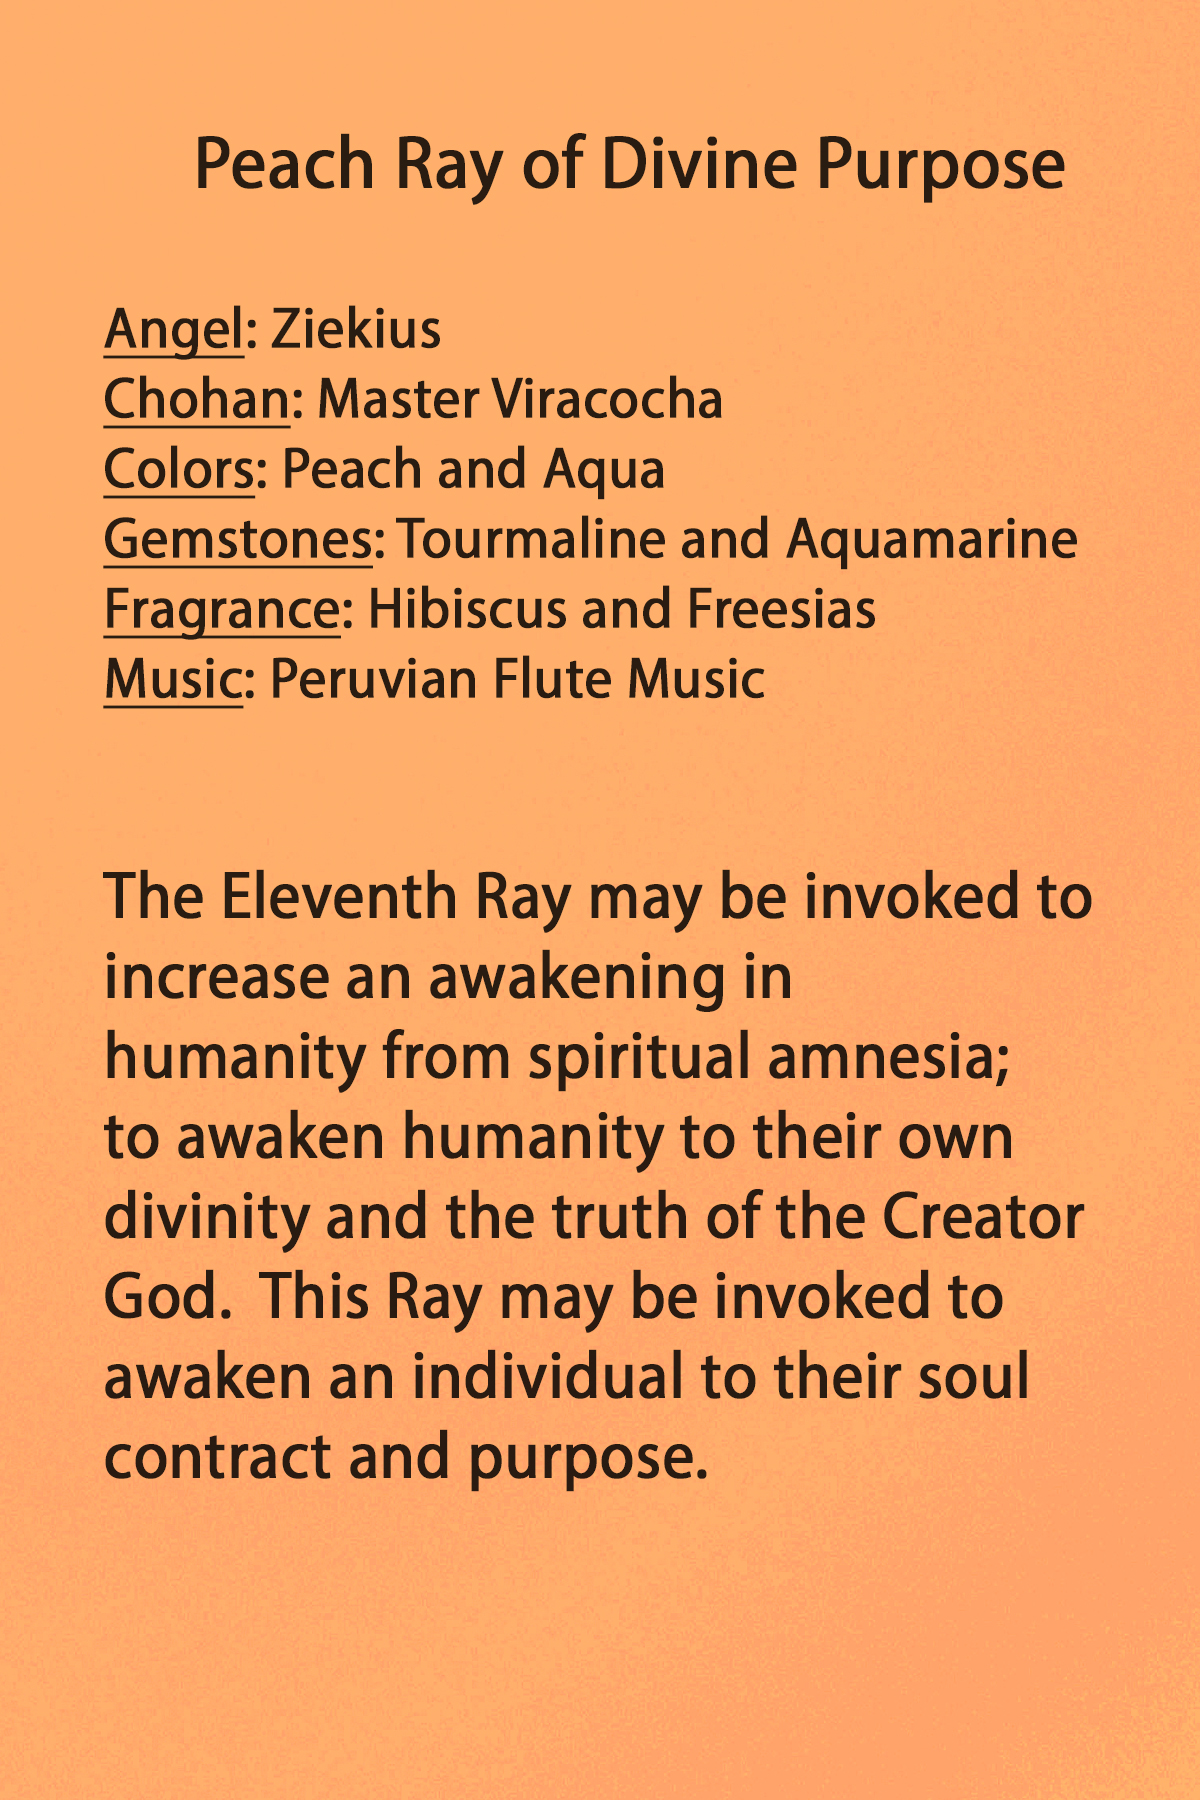 Peach Ray of Divine Purpose
Angel: Ziekius
Chohan: Master Viracocha
Colors: Peach and Aqua
Gemstones: Tourmaline and Aquamarine
Fragrance: Hibiscus and Freesias
Music: Peruvian Flute Music
The Eleventh Ray may be invoked to
increase an awakening in
humanity from spiritual amnesia;
to awaken humanity to their own
divinity and the truth of the Creator
God.  This Ray may be invoked to
awaken an individual to their soul
contract and purpose.